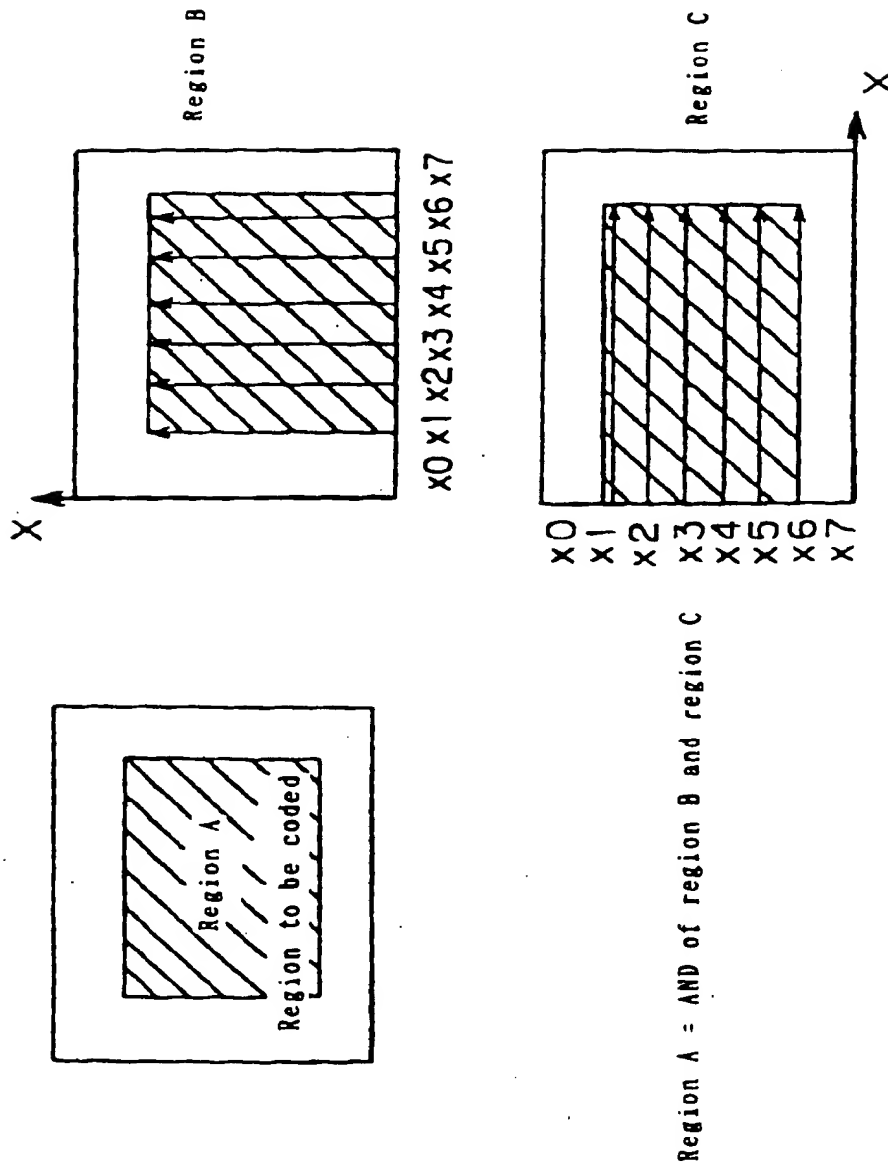 Region A
Region to be coded
X
x0 x1 x2 x3 x4 x5 x6 x7
Region B
x0
x1
x2
x3
x4
x5
x6
x7
X
Region C
Region A = AND of region B and region C